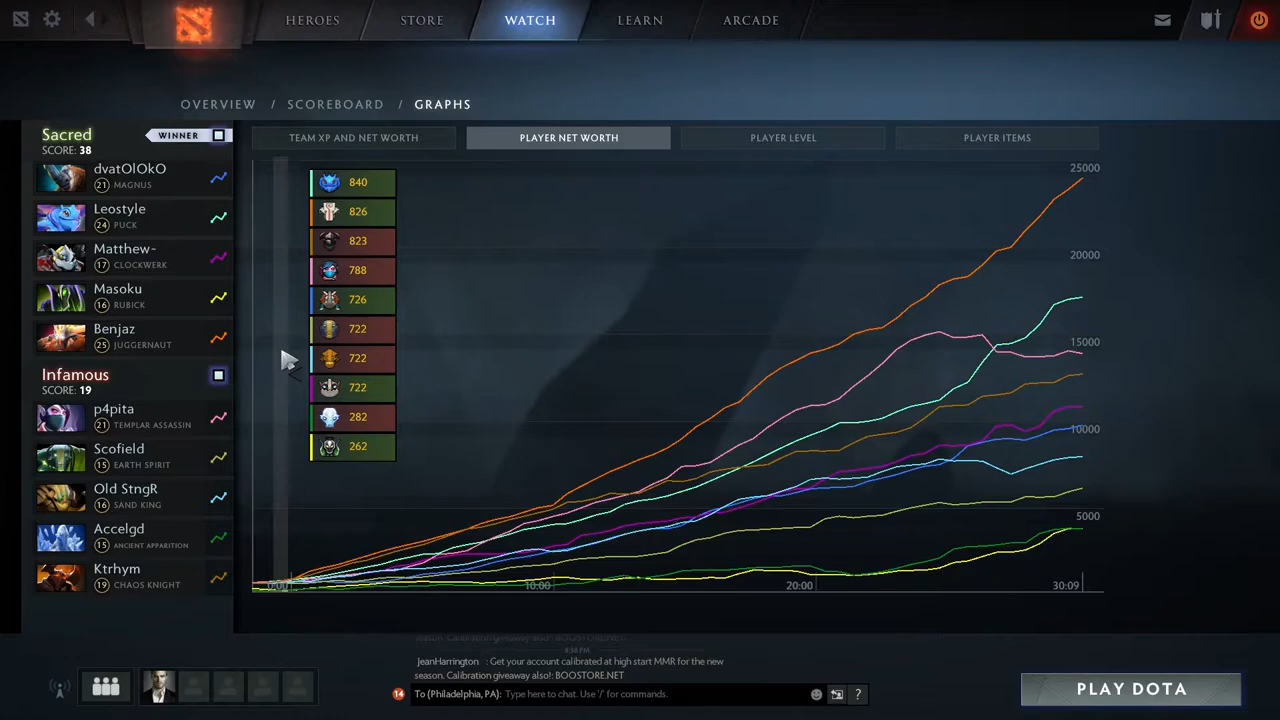 HEROES
STORE
WATCH
LEARN
ARCADE
OVERVIEW / SCOREBOARD / GRAPHS
Sacred
WINNER
SCORE: 38
dvatOlOkO
21 MAGNUS
Leostyle
24 PUCK
Matthew-
17 CLOCKWERK
Masoku
16 RUBICK
Benjaz
25 JUGGERNAUT
Infamous
SCORE: 19
p4pita
21 TEMPLAR ASSASSIN
Scofield
15 EARTH SPIRIT
Old StngR
16 SAND KING
Accelgd
15 ANCIENT APPARITION
Ktrhym
19 CHAOS KNIGHT
TEAM XP AND NET WORTH
PLAYER NET WORTH
PLAYER LEVEL
PLAYER ITEMS
840
826
823
788
726
722
722
722
282
262
25000
20000
15000
10000
5000
10:00
20:00
30:09
8:38 PM
JeanHarrington : Get your account calibrated at high start MMR for the new
season. Calibration giveaway also!: BOOSTORE.NET
14 To (Philadelphia, PA): Type here to chat. Use '/' for commands.
?
PLAY DOTA